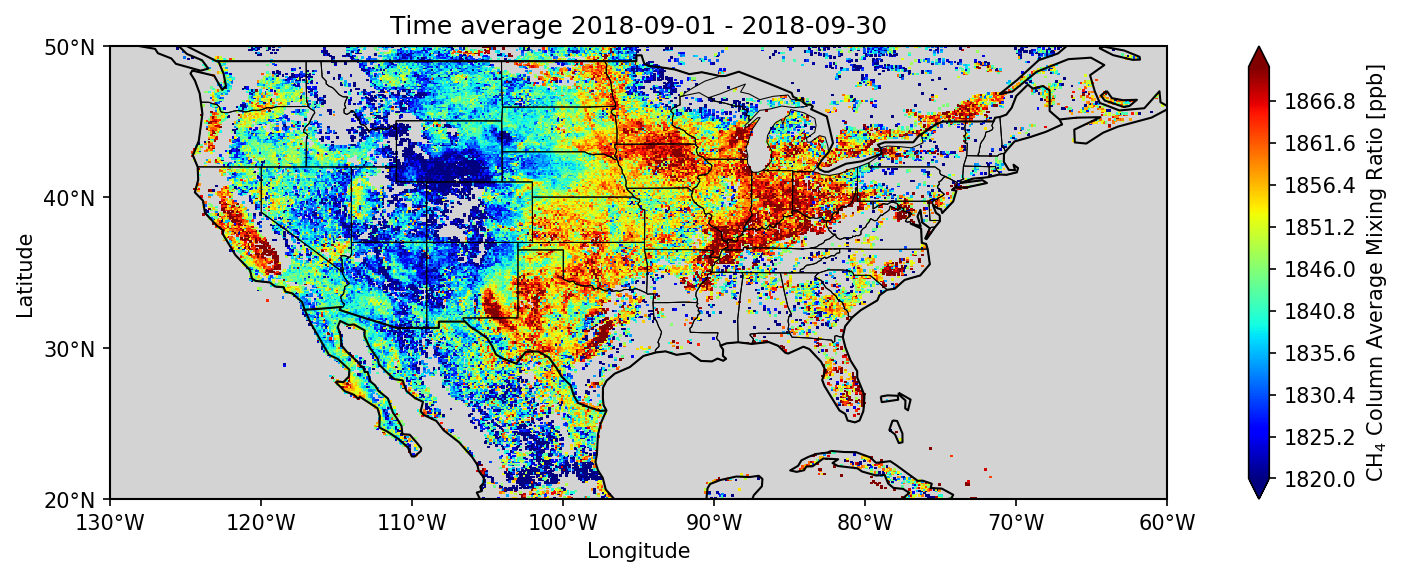 Time average 2018-09-01 - 2018-09-30
50°N
40°N
30°N
20°N
Latitude
130°W
120°W
110°W
100°W
90°W
80°W
70°W
60°W
Longitude
1866.8
1861.6
1856.4
1851.2
1846.0
1840.8
1835.6
1830.4
1825.2
1820.0
CH₄ Column Average Mixing Ratio [ppb]